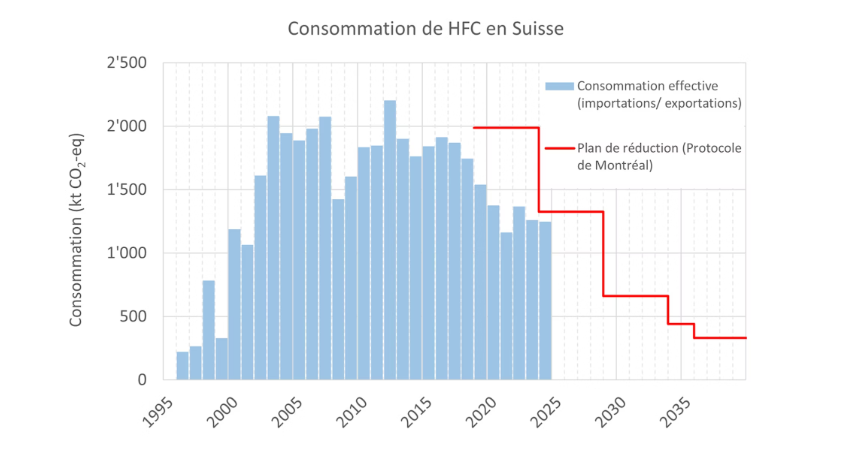 Consommation de HFC en Suisse
2'500
2'000
1'500
1'000
500
0
Consommation (kt CO₂-eq)
Consommation effective
(importations/ exportations)
Plan de réduction (Protocole
de Montréal)
1995
2000
2005
2010
2015
2020
2025
2030
2035